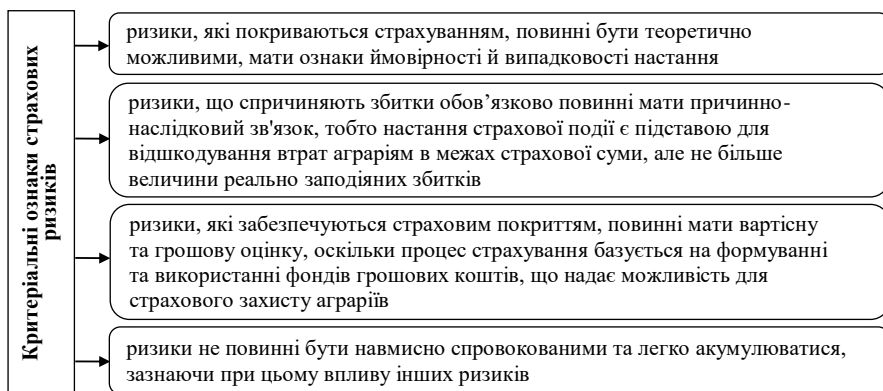 Критеріальні ознаки страхових
ризиків
ризики, які покриваються страхуванням, повинні бути теоретично
можливими, мати ознаки ймовірності й випадковості настання
ризики, що спричиняють збитки обов’язково повинні мати причинно-
наслідковий зв'язок, тобто настання страхової події є підставою для
відшкодування втрат аграріям в межах страхової суми, але не більше
величини реально заподіяних збитків
ризики, які забезпечуються страховим покриттям, повинні мати вартісну
та грошову оцінку, оскільки процес страхування базується на формуванні
та використанні фондів грошових коштів, що надає можливість для
страхового захисту аграріїв
ризики не повинні бути навмисно спровокованими та легко акумулюватися,
зазнаючи при цьому впливу інших ризиків